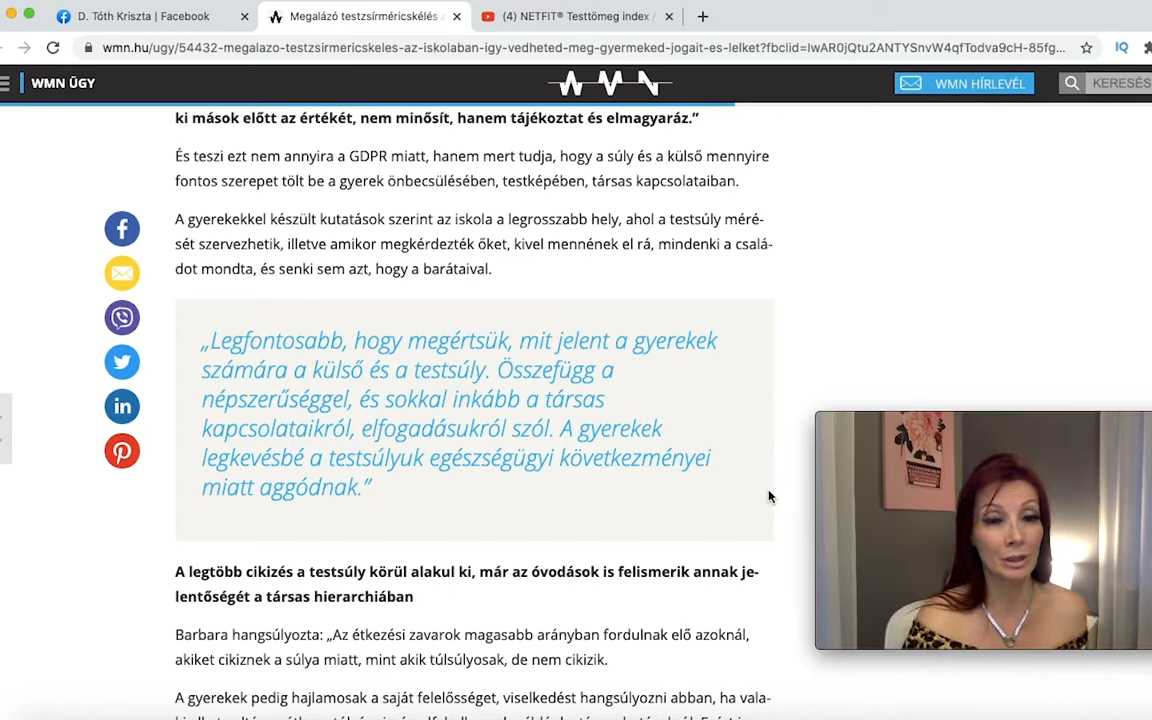 D. Tóth Kriszta | Facebook
Megalázó testzsírméricskélés a
(4) NETFIT® Testtömeg index /
wmn.hu/ugy/54432-megalazo-testzsirmericskeles-az-iskolaban-igy-vedheted-meg-gyermeked-jogait-es-lelket?fbclid=IwAR0jQtu2ANTYSnvW4qfTodva9cH-85fg...
IQ
WMN ÜGY
WMN
WMN HÍRLEVÉL
KERESÉS
ki mások előtt az értékét, nem minősít, hanem tájékoztat és elmagyaráz.”
És teszi ezt nem annyira a GDPR miatt, hanem mert tudja, hogy a súly és a külső mennyire
fontos szerepet tölt be a gyerek önbecsülésében, testképében, társas kapcsolataiban.
A gyerekekkel készült kutatások szerint az iskola a legrosszabb hely, ahol a testsúly méré-
sét szervezhetik, illetve amikor megkérdezték őket, kivel mennének el rá, mindenki a csalá-
dot mondta, és senki sem azt, hogy a barátaival.
„Legfontosabb, hogy megértsük, mit jelent a gyerekek
számára a külső és a testsúly. Összefügg a
népszerűséggel, és sokkal inkább a társas
kapcsolataikról, elfogadásukról szól. A gyerekek
legkevésbé a testsúlyuk egészségügyi következményei
miatt aggódnak.”
A legtöbb cikizés a testsúly körül alakul ki, már az óvodások is felismerik annak je-
lentőségét a társas hierarchiában
Barbara hangsúlyozta: „Az étkezési zavarok magasabb arányban fordulnak elő azoknál,
akiket cikiznek a súlya miatt, mint akik túlsúlyosak, de nem cikizik.
A gyerekek pedig hajlamosak a saját felelősséget, viselkedést hangsúlyozni abban, ha vala-